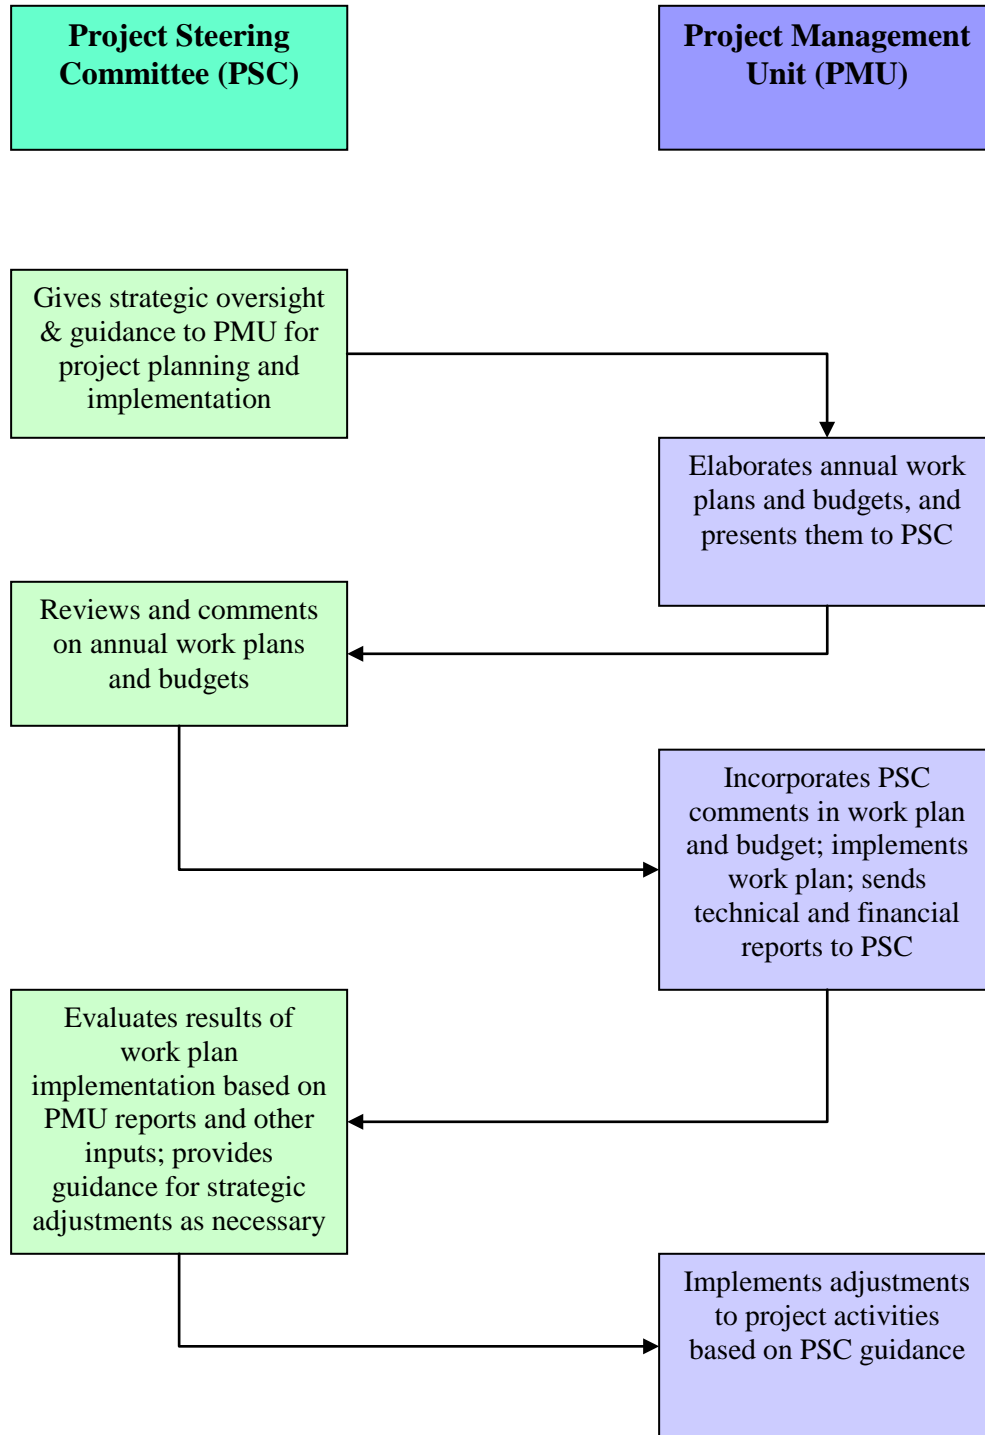 Project Steering
Committee (PSC)
Project Management
Unit (PMU)
Gives strategic oversight
& guidance to PMU for
project planning and
implementation
Elaborates annual work
plans and budgets, and
presents them to PSC
Reviews and comments
on annual work plans
and budgets
Incorporates PSC
comments in work plan
and budget; implements
work plan; sends
technical and financial
reports to PSC
Evaluates results of
work plan
implementation based on
PMU reports and other
inputs; provides
guidance for strategic
adjustments as necessary
Implements adjustments
to project activities
based on PSC guidance